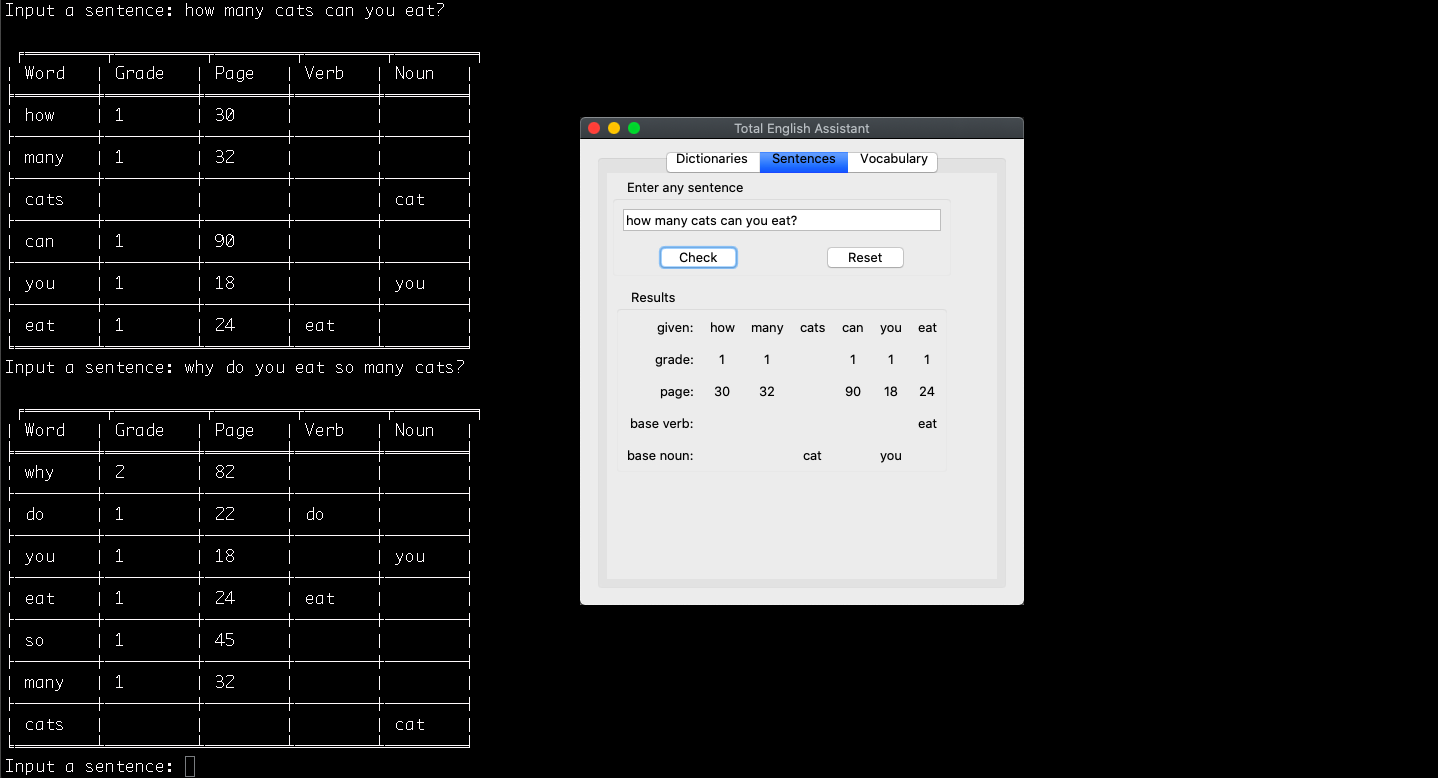 Input a sentence: how many cats can you eat?
Word Grade Page Verb Noun
how 1 30
many 1 32
cats cat
can 1 90
you 1 18 you
eat 1 24 eat
Input a sentence: why do you eat so many cats?
Word Grade Page Verb Noun
why 2 82
do 1 22 do
you 1 18 you
eat 1 24 eat
so 1 45
many 1 32
cats cat
Input a sentence:
Total English Assistant
Dictionaries Sentences Vocabulary
Enter any sentence
how many cats can you eat?
Check Reset
Results
given: how many cats can you eat
grade: 1 1 1 1 1
page: 30 32 90 18 24
base verb: eat
base noun: cat you